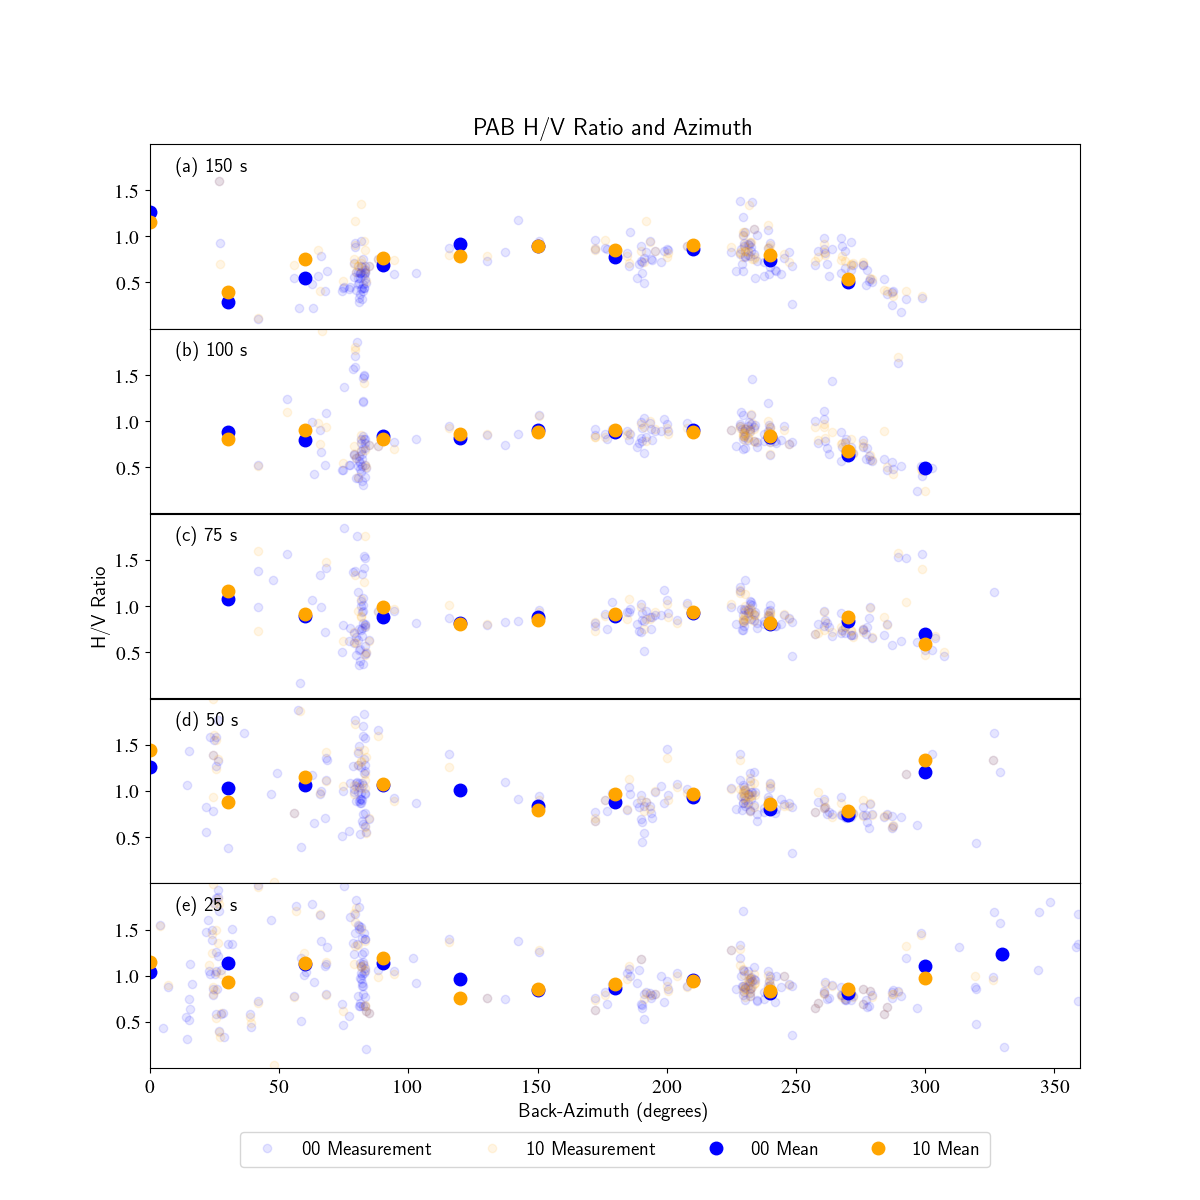 PAB H/V Ratio and Azimuth
(a) 150 s
1.5
1.0
0.5
(b) 100 s
1.5
1.0
0.5
(c) 75 s
1.5
1.0
0.5
H/V Ratio
(d) 50 s
1.5
1.0
0.5
(e) 25 s
1.5
1.0
0.5
0 50 100 150 200 250 300 350
Back-Azimuth (degrees)
00 Measurement 10 Measurement 00 Mean 10 Mean